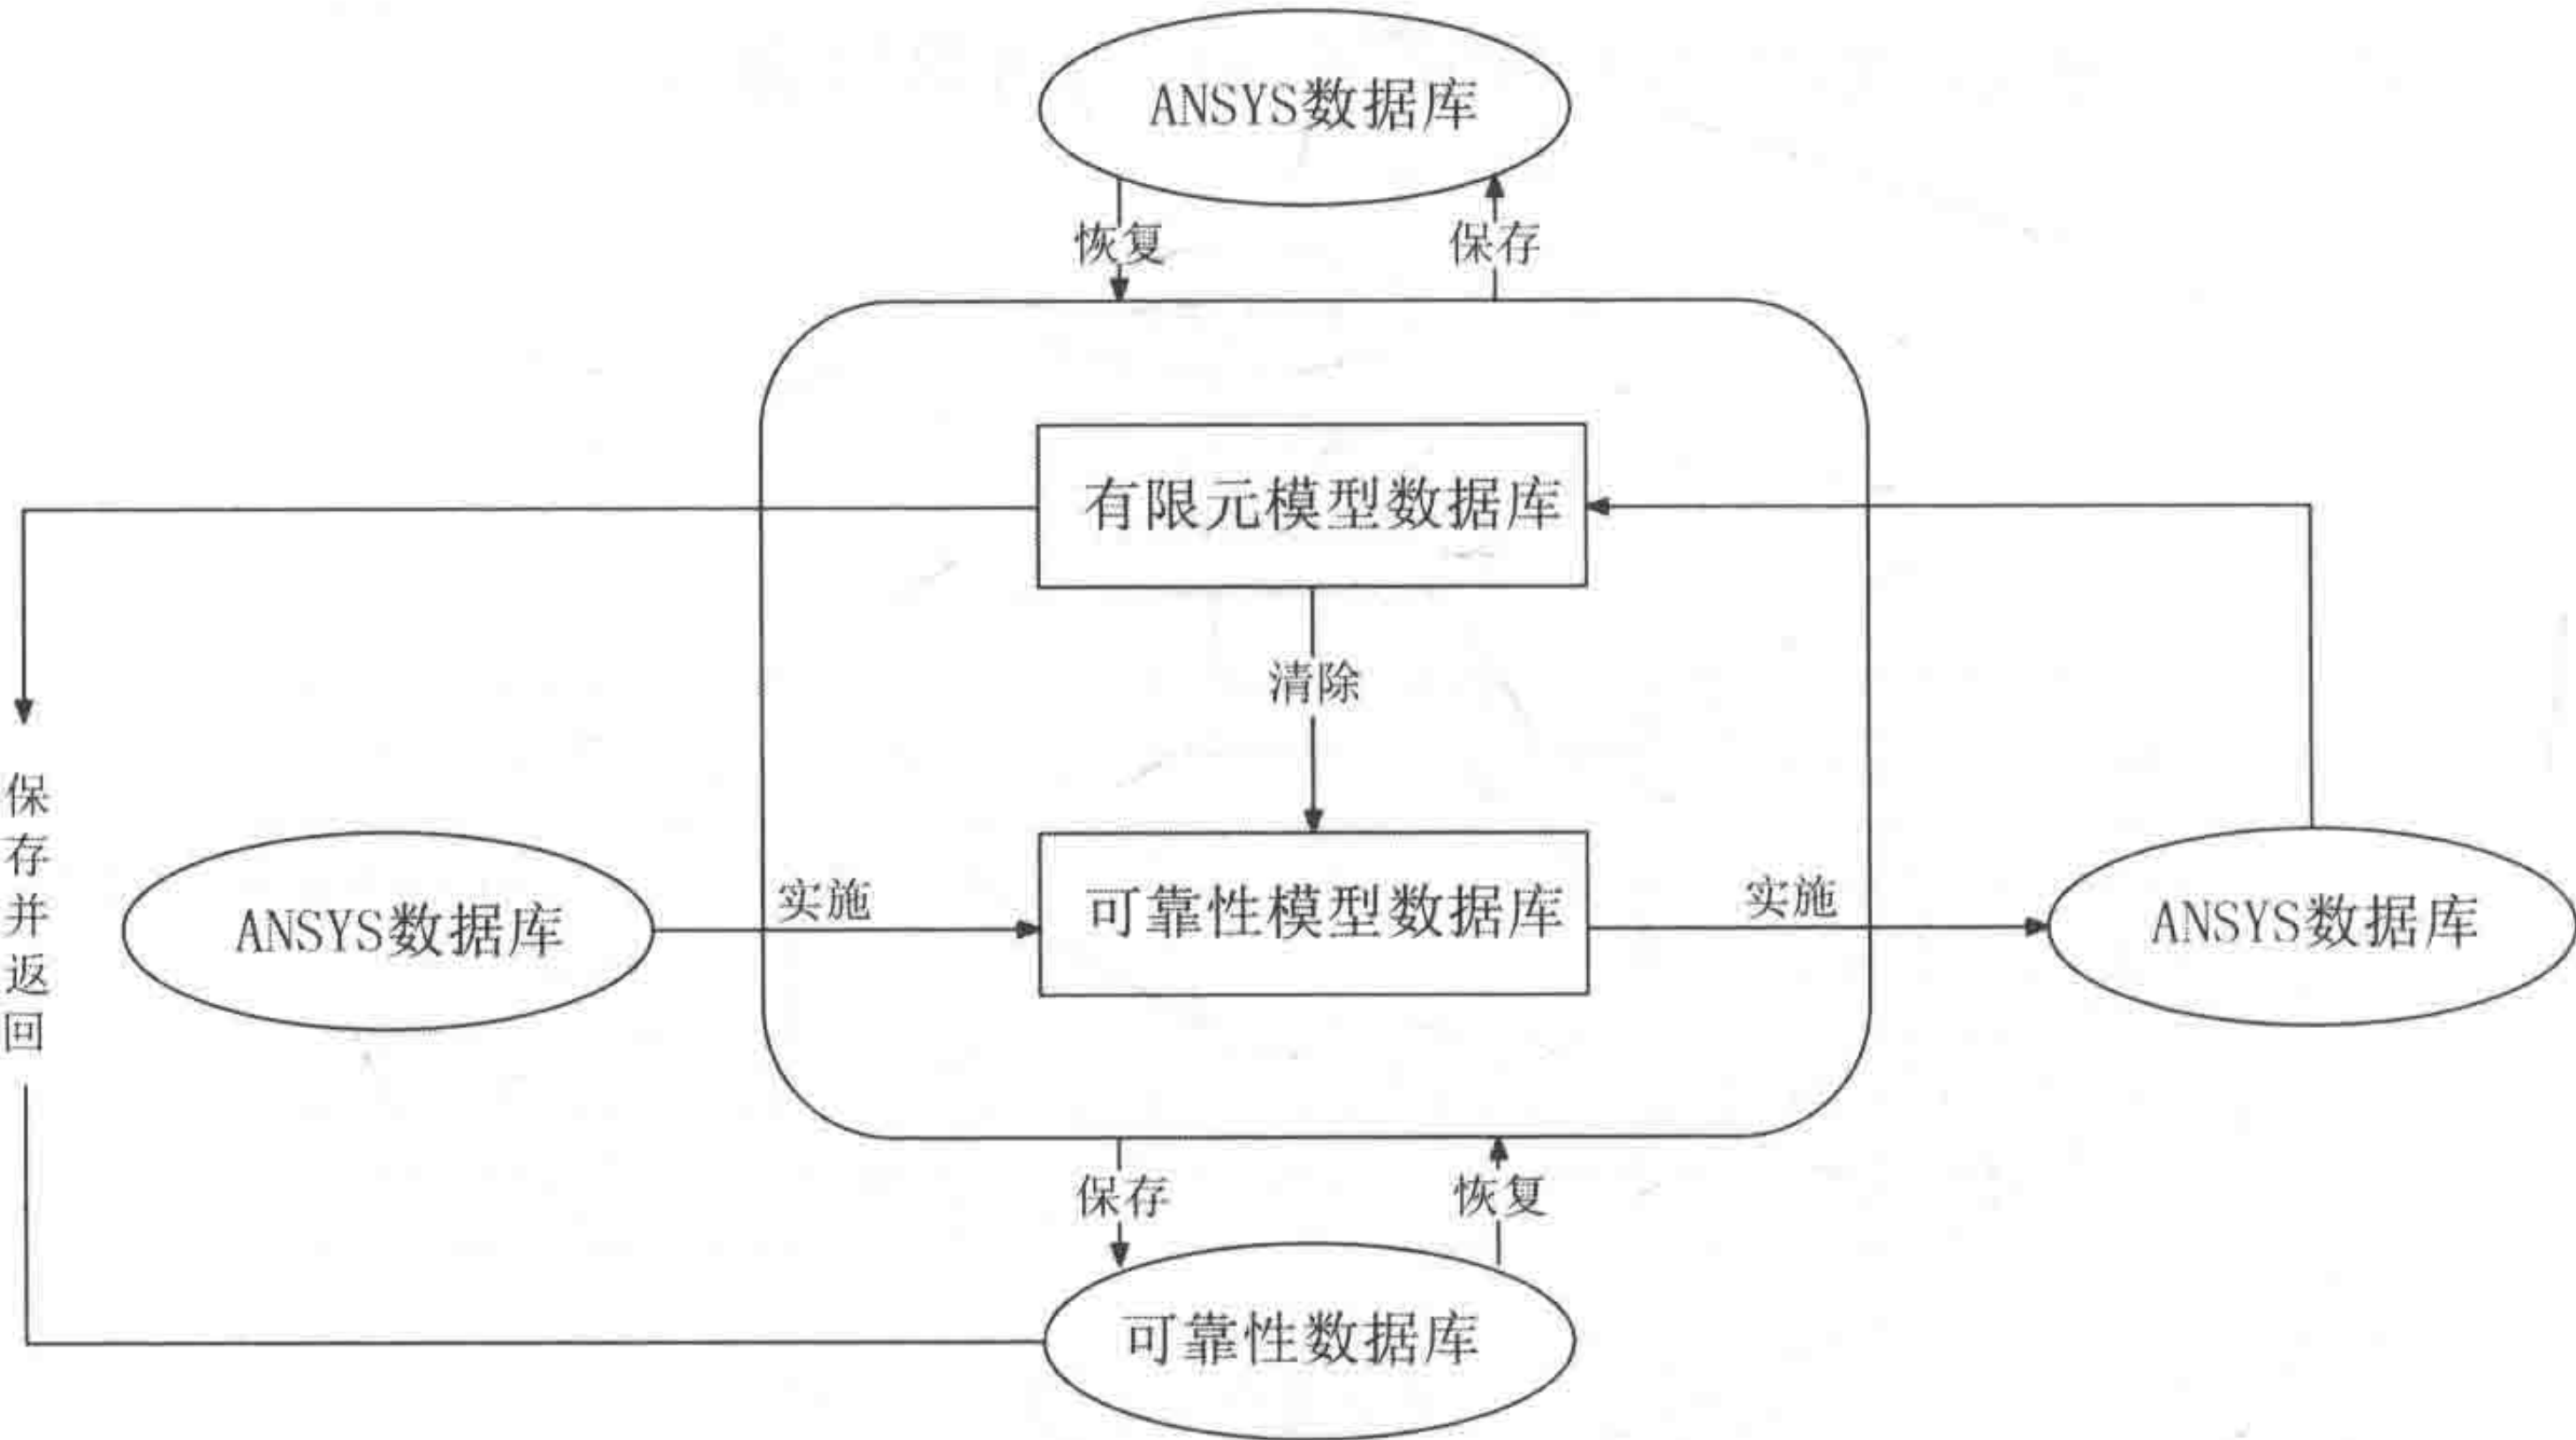 ANSYS数据库
恢复
保存
有限元模型数据库
清除
保存并返回
ANSYS数据库
实施
可靠性模型数据库
实施
ANSYS数据库
保存
恢复
可靠性数据库